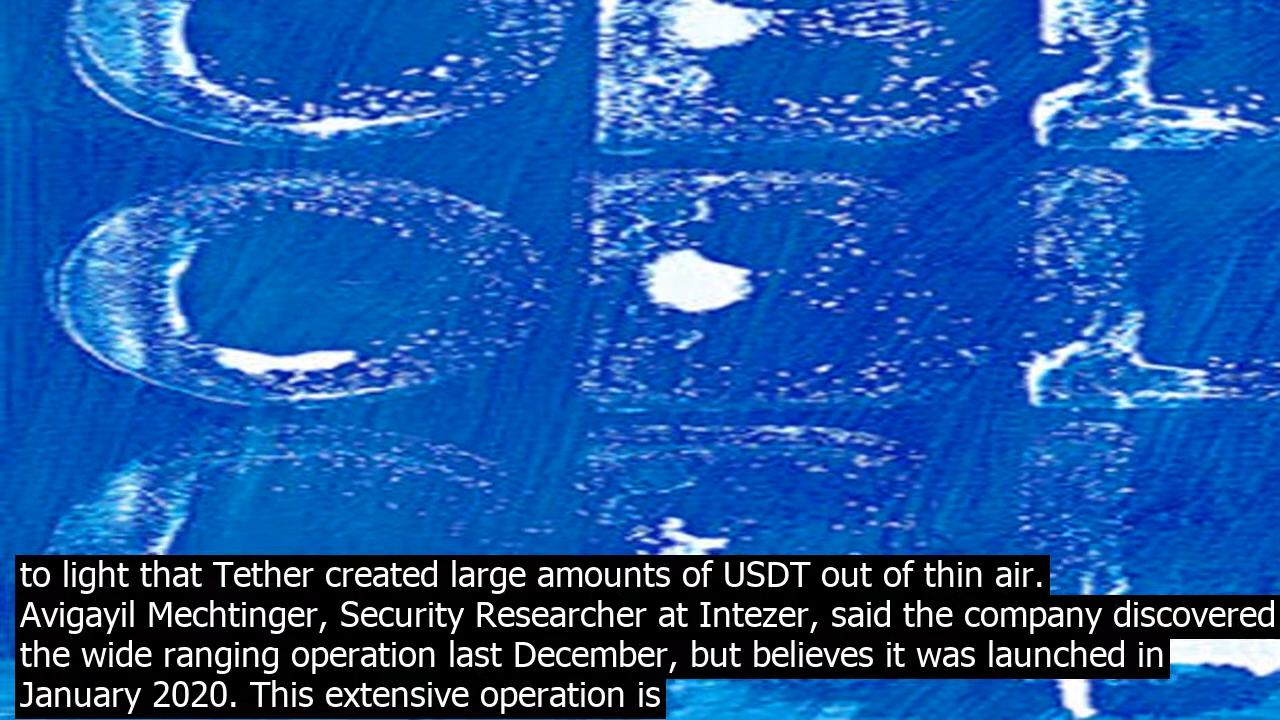 to light that Tether created large amounts of USDT out of thin air.
Avigayil Mechtinger, Security Researcher at Intezer, said the company discovered
the wide ranging operation last December, but believes it was launched in
January 2020. This extensive operation is